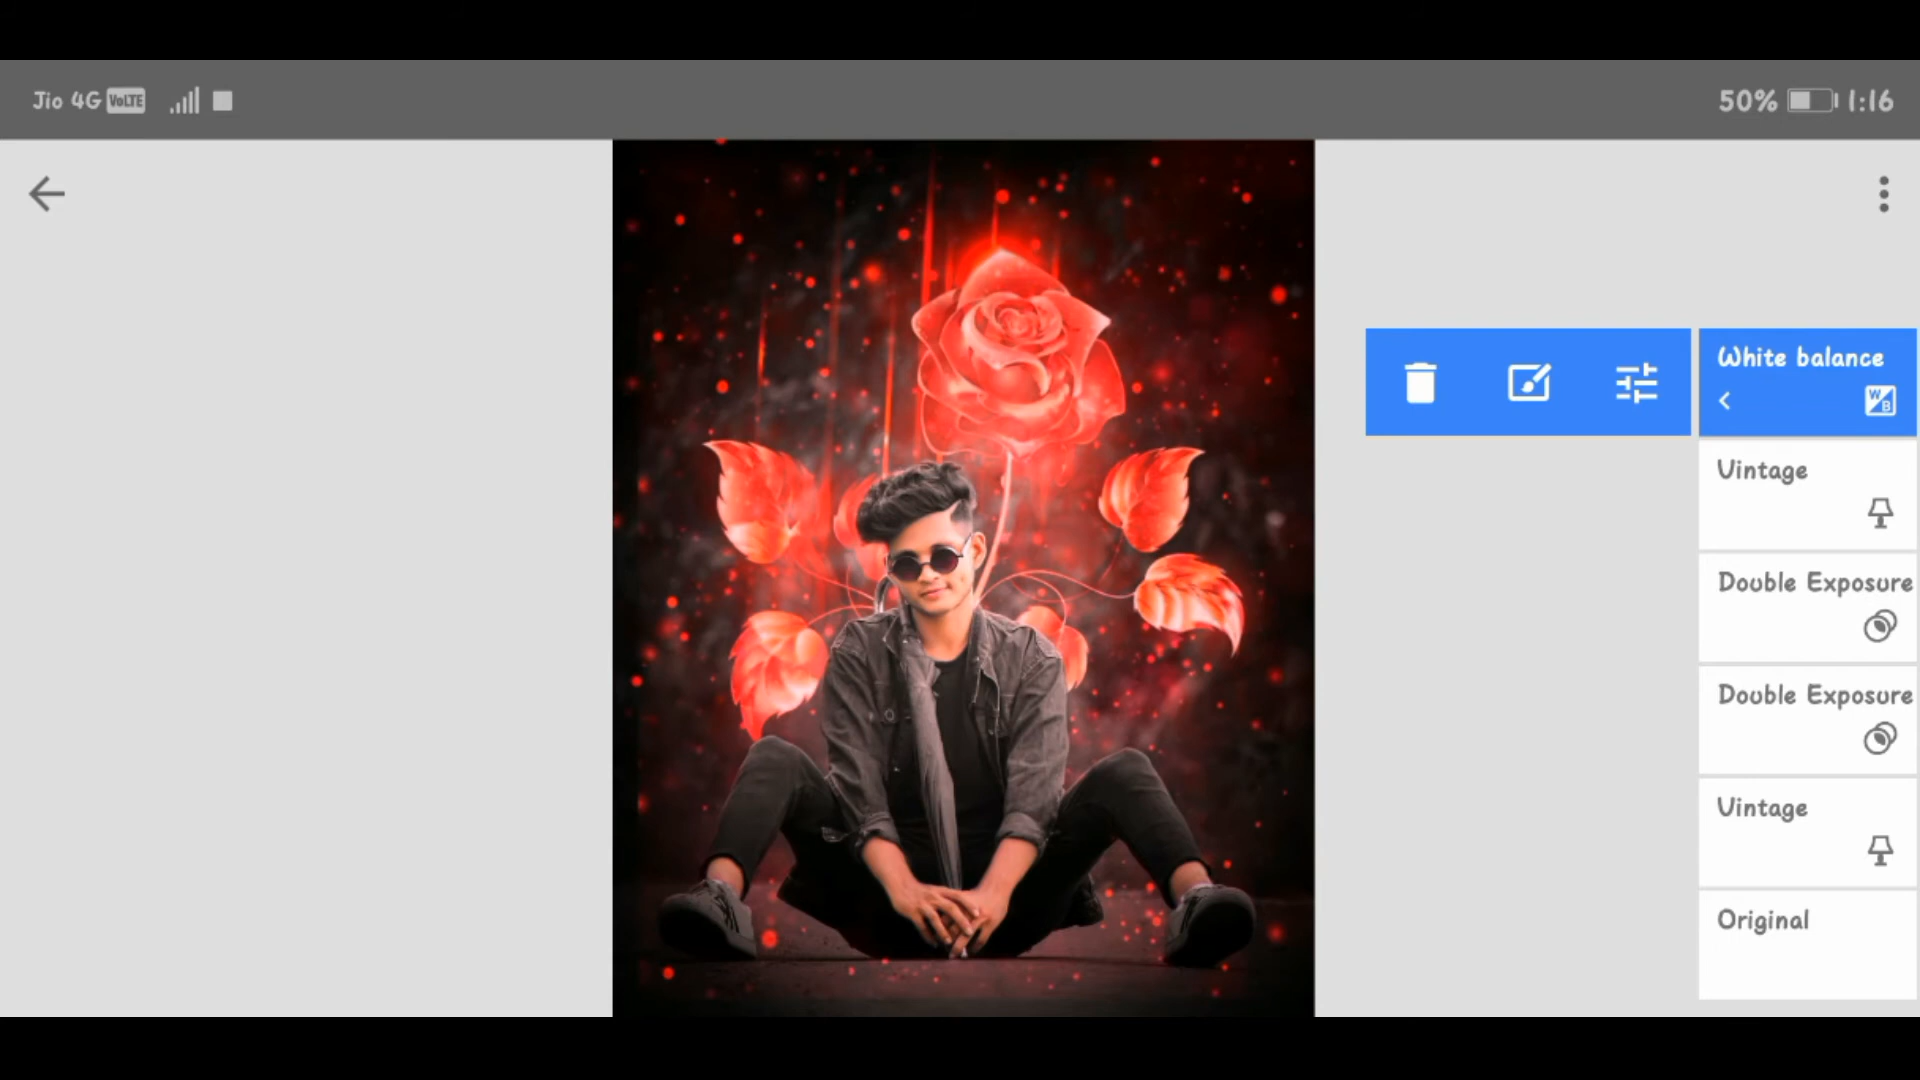 Jio 4G VoLTE
50% 1:16
White balance
W B
Vintage
Double Exposure
Double Exposure
Vintage
Original